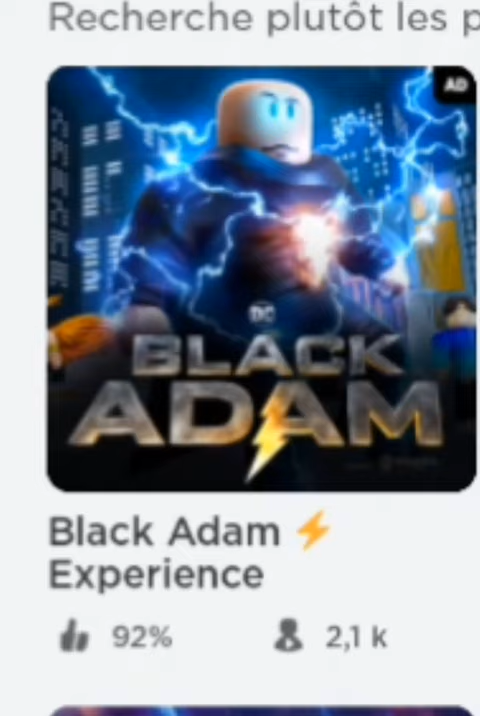 Recherche plutôt les p
AD
DC
BLACK
ADAM
Black Adam ⚡
Experience
92%
2,1 k